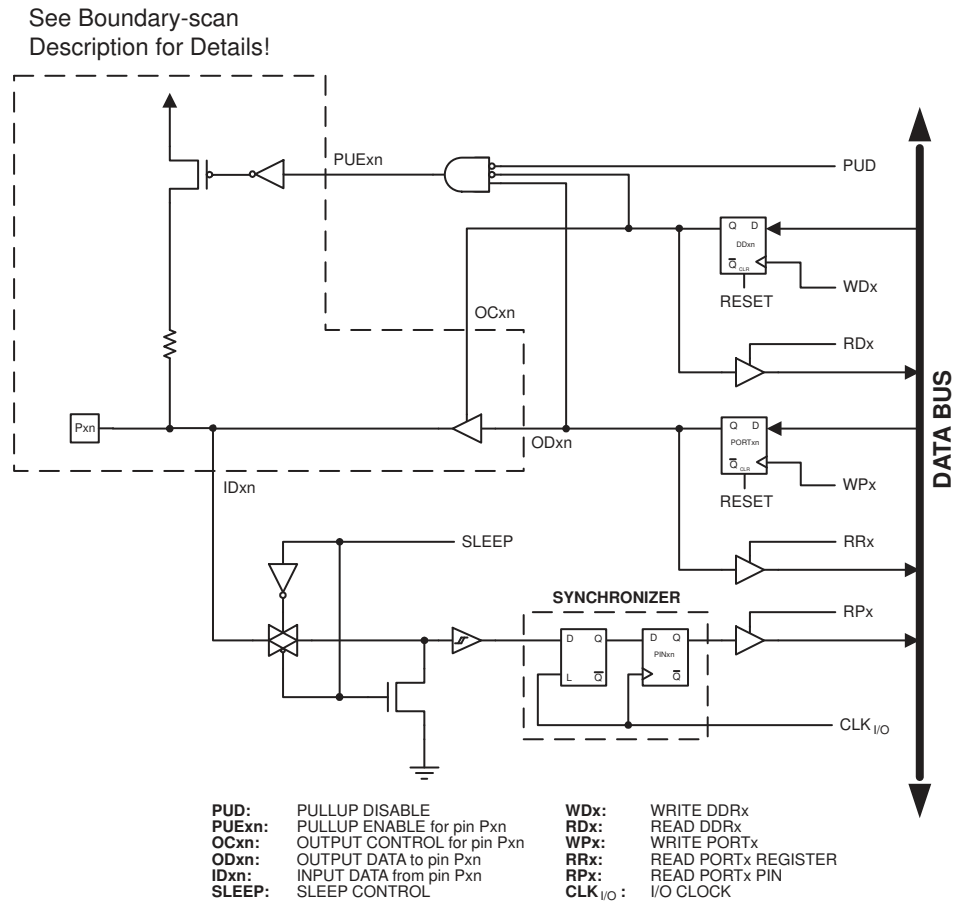 See Boundary-scan
Description for Details!
PUExn
PUD
Q D
DDxn
Q CLR
WDx
RESET
OCxn
RDx
Pxn
ODxn
Q D
PORTxn
Q CLR
WPx
RESET
IDxn
SLEEP
RRx
SYNCHRONIZER
RPx
D Q
L Q
D Q
PINxn
Q
CLK I/O
DATA BUS
PUD: PULLUP DISABLE
PUExn: PULLUP ENABLE for pin Pxn
OCxn: OUTPUT CONTROL for pin Pxn
ODxn: OUTPUT DATA to pin Pxn
IDxn: INPUT DATA from pin Pxn
SLEEP: SLEEP CONTROL
WDx: WRITE DDRx
RDx: READ DDRx
WPx: WRITE PORTx
RRx: READ PORTx REGISTER
RPx: READ PORTx PIN
CLK I/O : I/O CLOCK